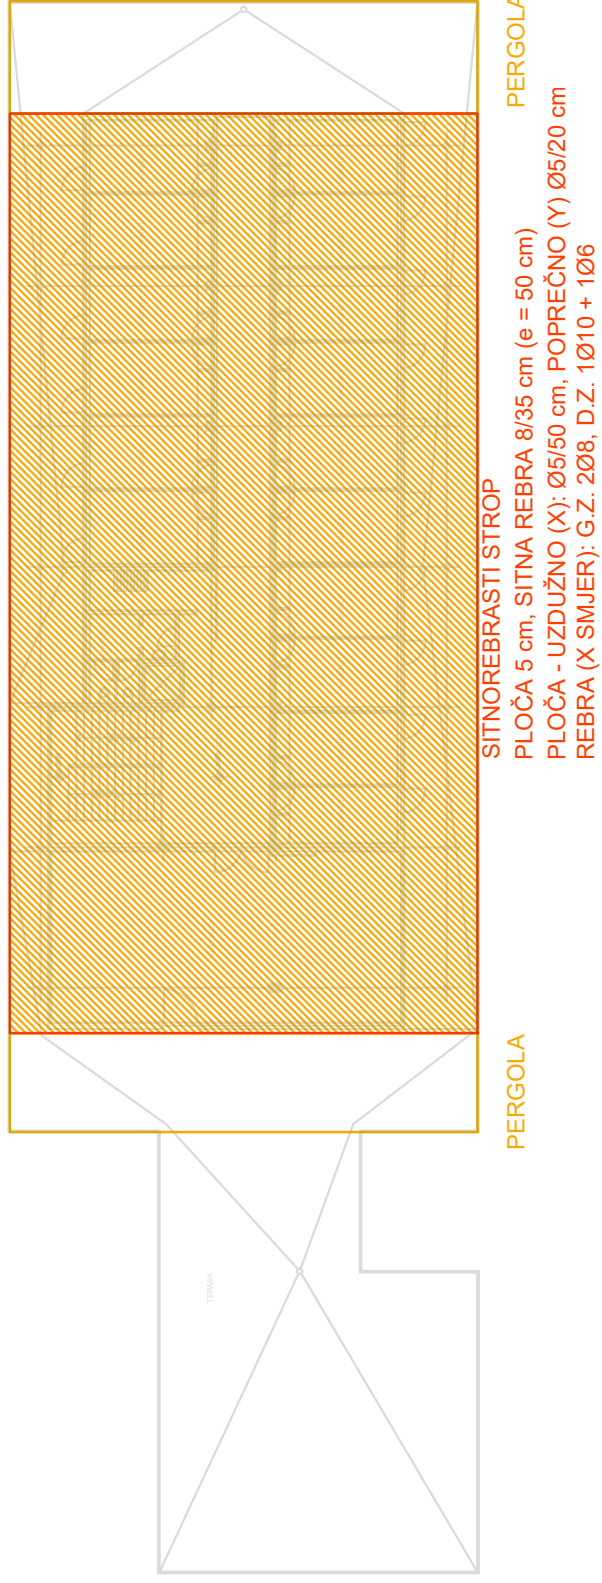 PERGOLA
SITNOREBRASTI STROP
PLOČA 5 cm, SITNA REBRA 8/35 cm (e = 50 cm)
PLOČA - UZDUŽNO (X): Ø5/50 cm, POPREČNO (Y) Ø5/20 cm
REBRA (X SMJER): G.Z. 2Ø8, D.Z. 1Ø10 + 1Ø6
PERGOLA
TERASA